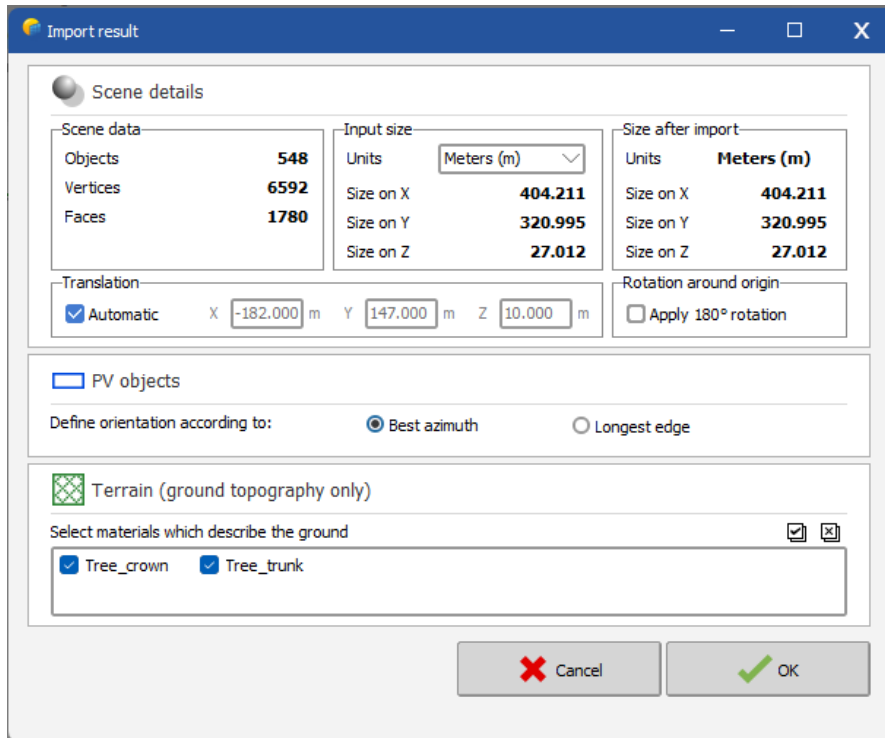 Import result
Scene details
Scene data
Objects 548
Vertices 6592
Faces 1780
Input size
Units Meters (m)
Size on X 404.211
Size on Y 320.995
Size on Z 27.012
Size after import
Units Meters (m)
Size on X 404.211
Size on Y 320.995
Size on Z 27.012
Translation
Automatic X -182.000 m Y 147.000 m Z 10.000 m
Rotation around origin
Apply 180° rotation
PV objects
Define orientation according to: Best azimuth Longest edge
Terrain (ground topography only)
Select materials which describe the ground
Tree_crown Tree_trunk
Cancel OK